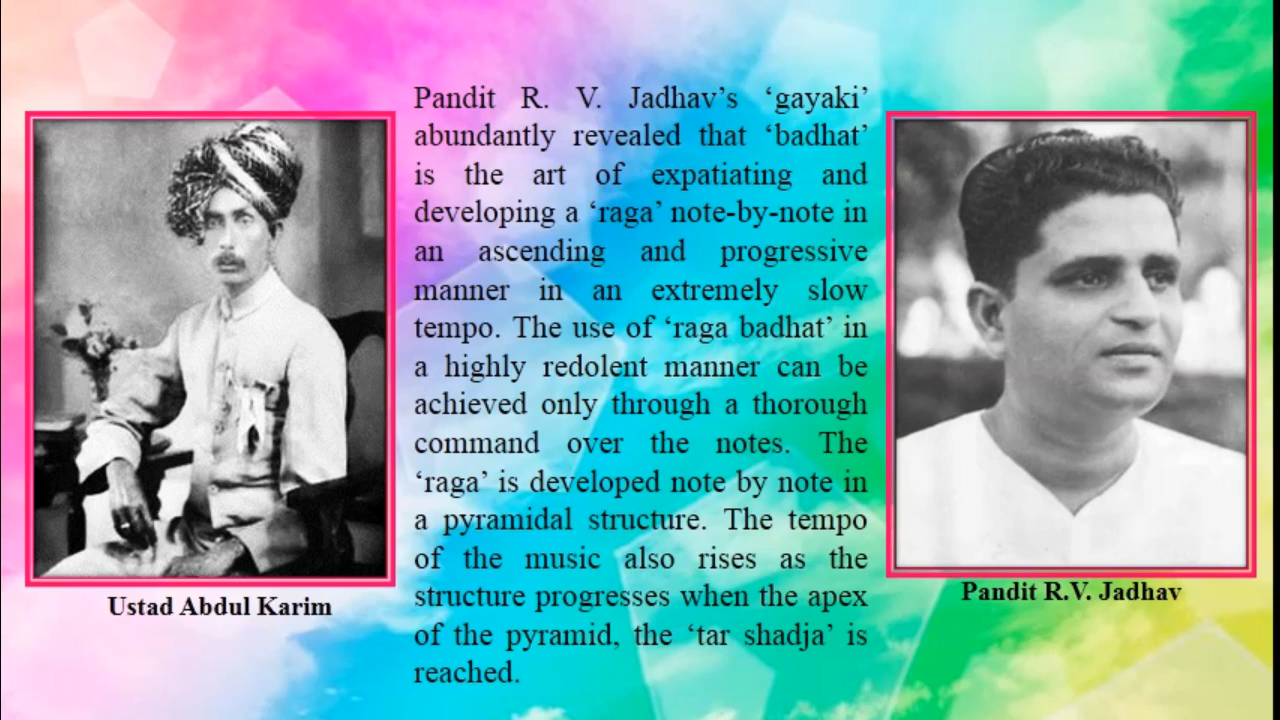 Pandit R. V. Jadhav’s ‘gayaki’
abundantly revealed that ‘badhat’
is the art of expatiating and
developing a ‘raga’ note-by-note in
an ascending and progressive
manner in an extremely slow
tempo. The use of ‘raga badhat’ in
a highly redolent manner can be
achieved only through a thorough
command over the notes. The
‘raga’ is developed note by note in
a pyramidal structure. The tempo
of the music also rises as the
structure progresses when the apex
of the pyramid, the ‘tar shadja’ is
reached.
Ustad Abdul Karim
Pandit R.V. Jadhav